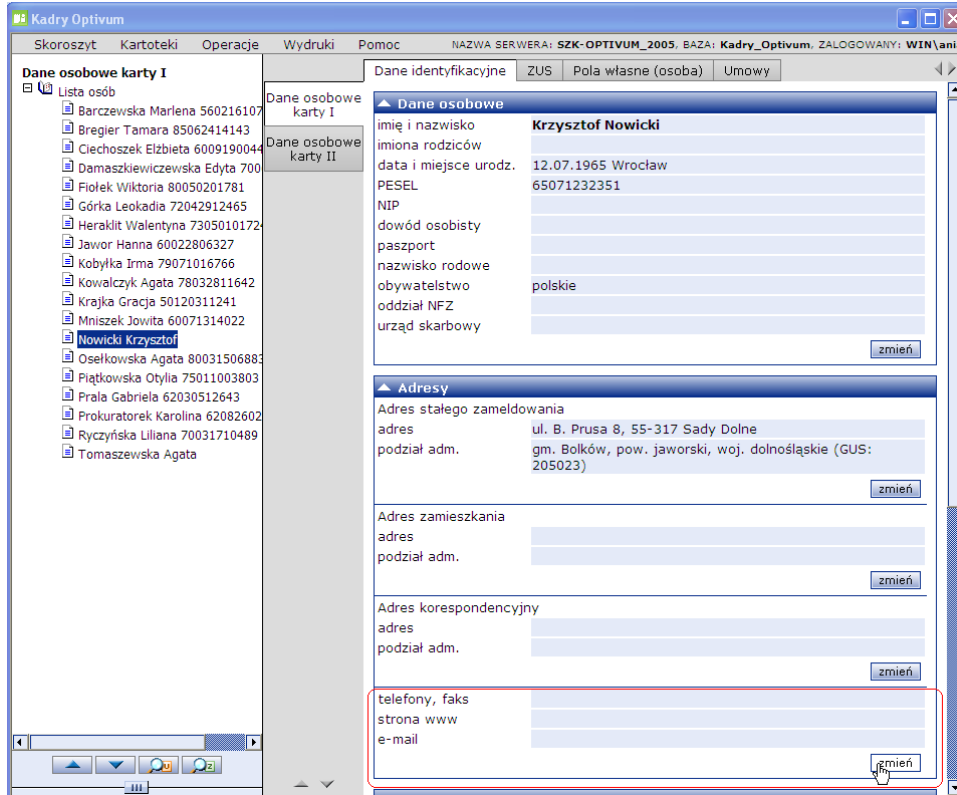 Kadry Optivum
Skoroszyt Kartoteki Operacje Wydruki Pomoc NAZWA SERWERA: SZK-OPTIVUM_2005, BAZA: Kadry_Optivum, ZALOGOWANY: WIN\ani
Dane osobowe karty I
Lista osób
Barczewska Marlena 560216107
Bregier Tamara 85062414143
Ciechoszek Elżbieta 6009190044
Damaszkiewiczewska Edyta 700
Fiołek Wiktoria 80050201781
Górka Leokadia 72042912465
Heraklit Walentyna 7305010172
Jawor Hanna 60022806327
Kobyłka Irma 79071016766
Kowalczyk Agata 78032811642
Krajka Gracja 50120311241
Mniszek Jowita 60071314022
Nowicki Krzysztof
Osełkowska Agata 80031506883
Piątkowska Otylia 75011003803
Prala Gabriela 62030512643
Prokuratorek Karolina 62082602
Ryczyńska Liliana 70031710489
Tomaszewska Agata
Dane osobowe
karty I
Dane osobowe
karty II
Dane identyfikacyjne ZUS Pola własne (osoba) Umowy
Dane osobowe
imię i nazwisko Krzysztof Nowicki
imiona rodziców
data i miejsce urodz. 12.07.1965 Wrocław
PESEL 65071232351
NIP
dowód osobisty
paszport
nazwisko rodowe
obywatelstwo polskie
oddział NFZ
urząd skarbowy
zmień
Adresy
Adres stałego zameldowania
adres ul. B. Prusa 8, 55-317 Sady Dolne
podział adm. gm. Bolków, pow. jaworski, woj. dolnośląskie (GUS:
205023)
zmień
Adres zamieszkania
adres
podział adm.
zmień
Adres korespondencyjny
adres
podział adm.
zmień
telefony, faks
strona www
e-mail
zmień